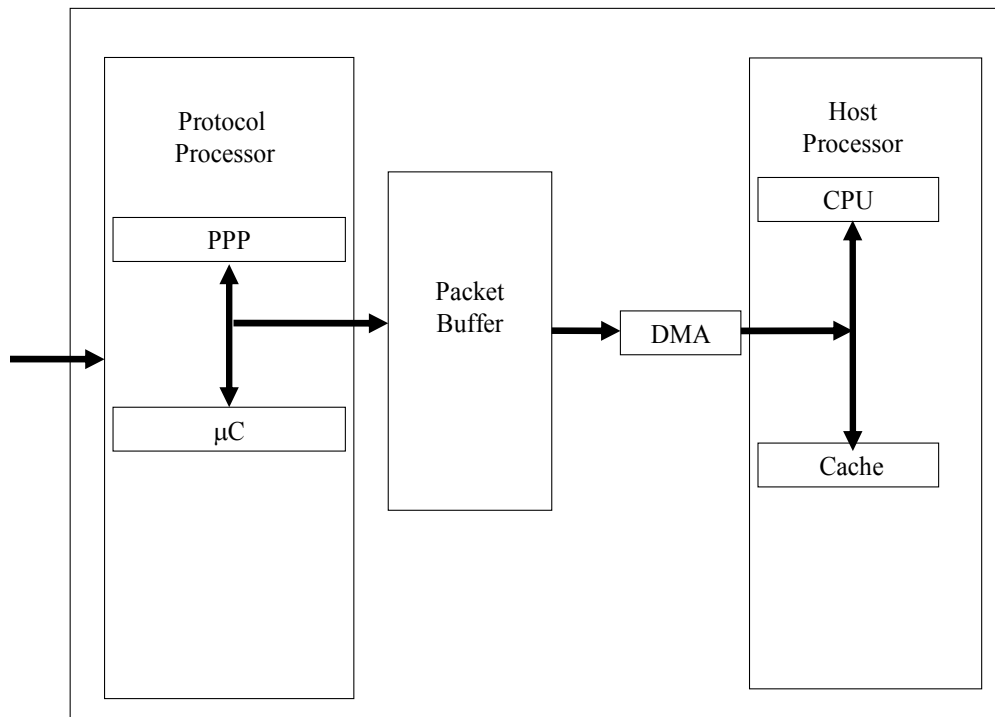 Protocol
Processor
PPP
μC
Packet
Buffer
DMA
Host
Processor
CPU
Cache